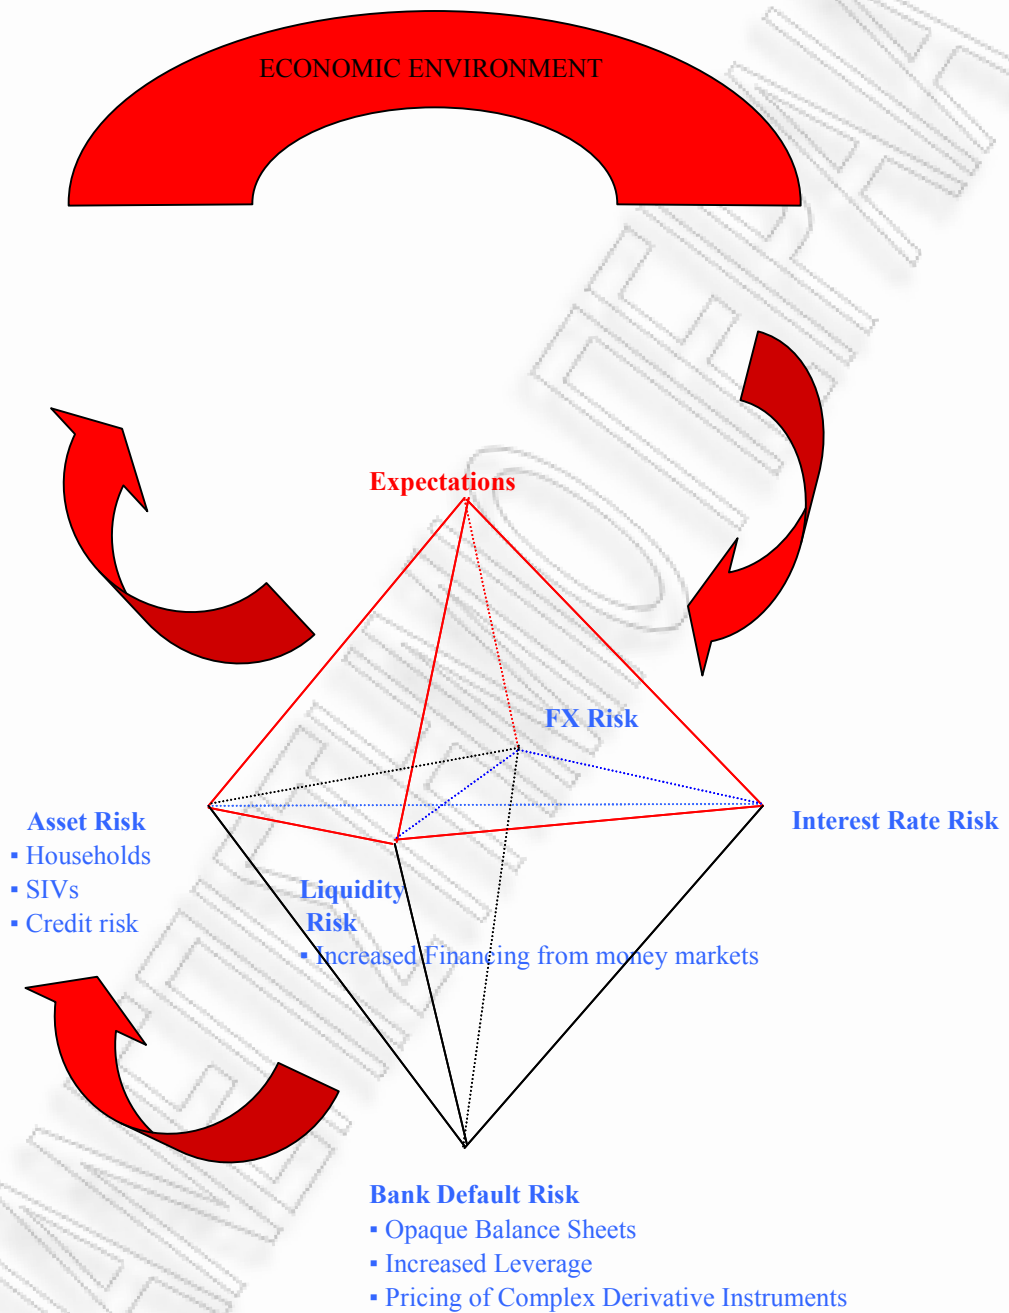 ECONOMIC ENVIRONMENT
Expectations
FX Risk
Asset Risk
▪ Households
▪ SIVs
▪ Credit risk
Interest Rate Risk
Liquidity
Risk
▪ Increased Financing from money markets
Bank Default Risk
▪ Opaque Balance Sheets
▪ Increased Leverage
▪ Pricing of Complex Derivative Instruments